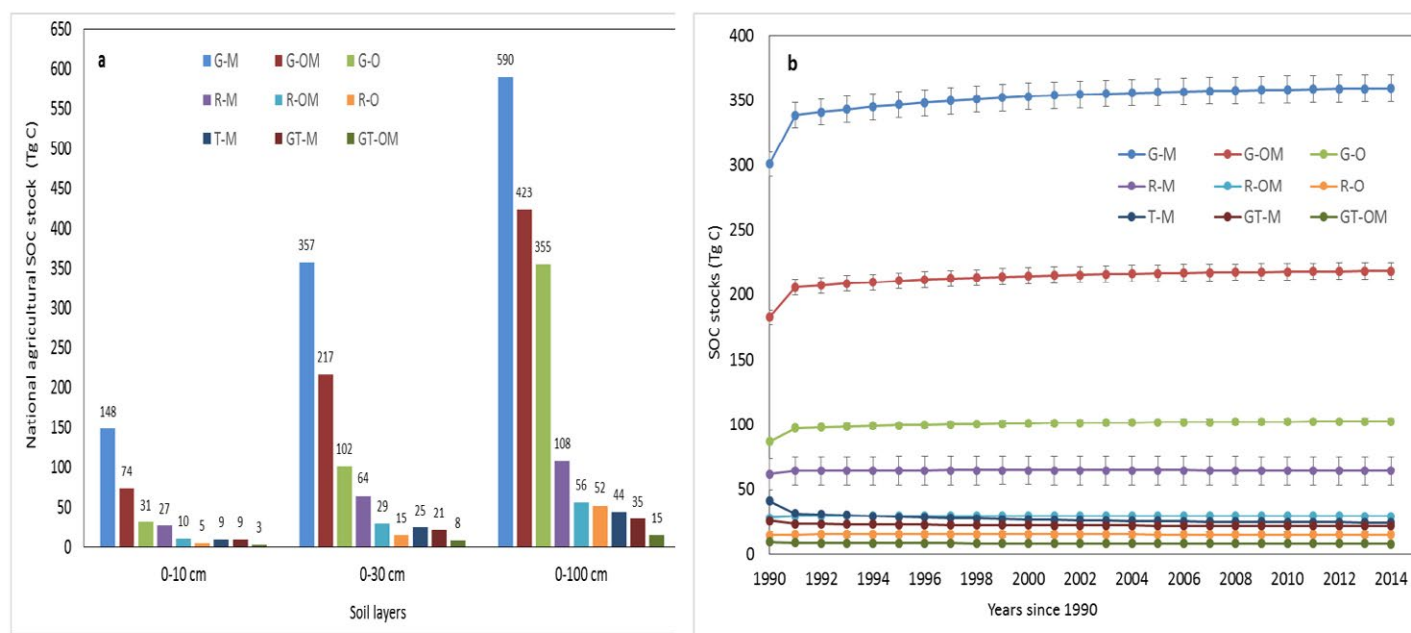 a
National agricultural SOC stock (Tg C)
650
600
550
500
450
400
350
300
250
200
150
100
50
0
G-M G-OM G-O
R-M R-OM R-O
T-M GT-M GT-OM
148 74 31 27 10 5 9 9 3
357 217 102 64 29 15 25 21 8
590 423 355 108 56 52 44 35 15
0-10 cm 0-30 cm 0-100 cm
Soil layers
b
SOC stocks (Tg C)
400
350
300
250
200
150
100
50
0
G-M G-OM G-O
R-M R-OM R-O
T-M GT-M GT-OM
1990 1992 1994 1996 1998 2000 2002 2004 2006 2008 2010 2012 2014
Years since 1990